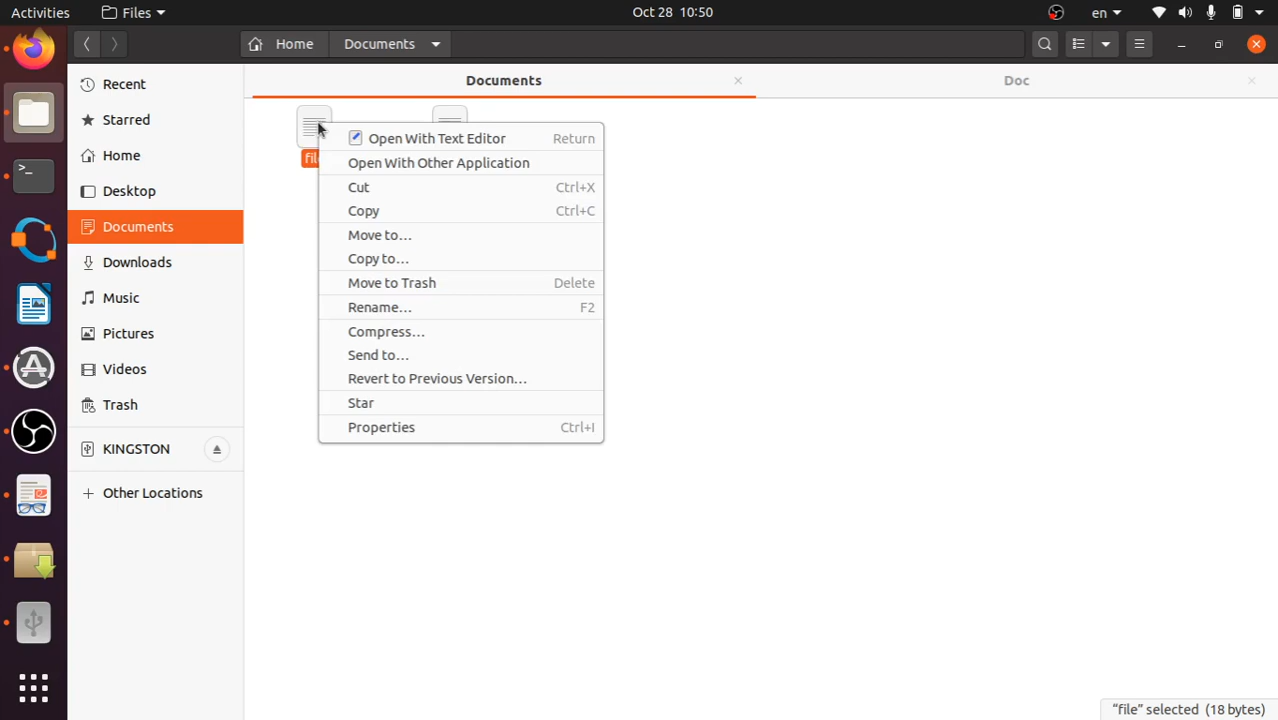 Activities Files Oct 28 10:50 en
Home Documents
Recent
Starred
Home
Desktop
Documents
Downloads
Music
Pictures
Videos
Trash
KINGSTON
+ Other Locations
Documents Doc
Open With Text Editor Return
Open With Other Application
Cut Ctrl+X
Copy Ctrl+C
Move to...
Copy to...
Move to Trash Delete
Rename... F2
Compress...
Send to...
Revert to Previous Version...
Star
Properties Ctrl+I
"file" selected (18 bytes)